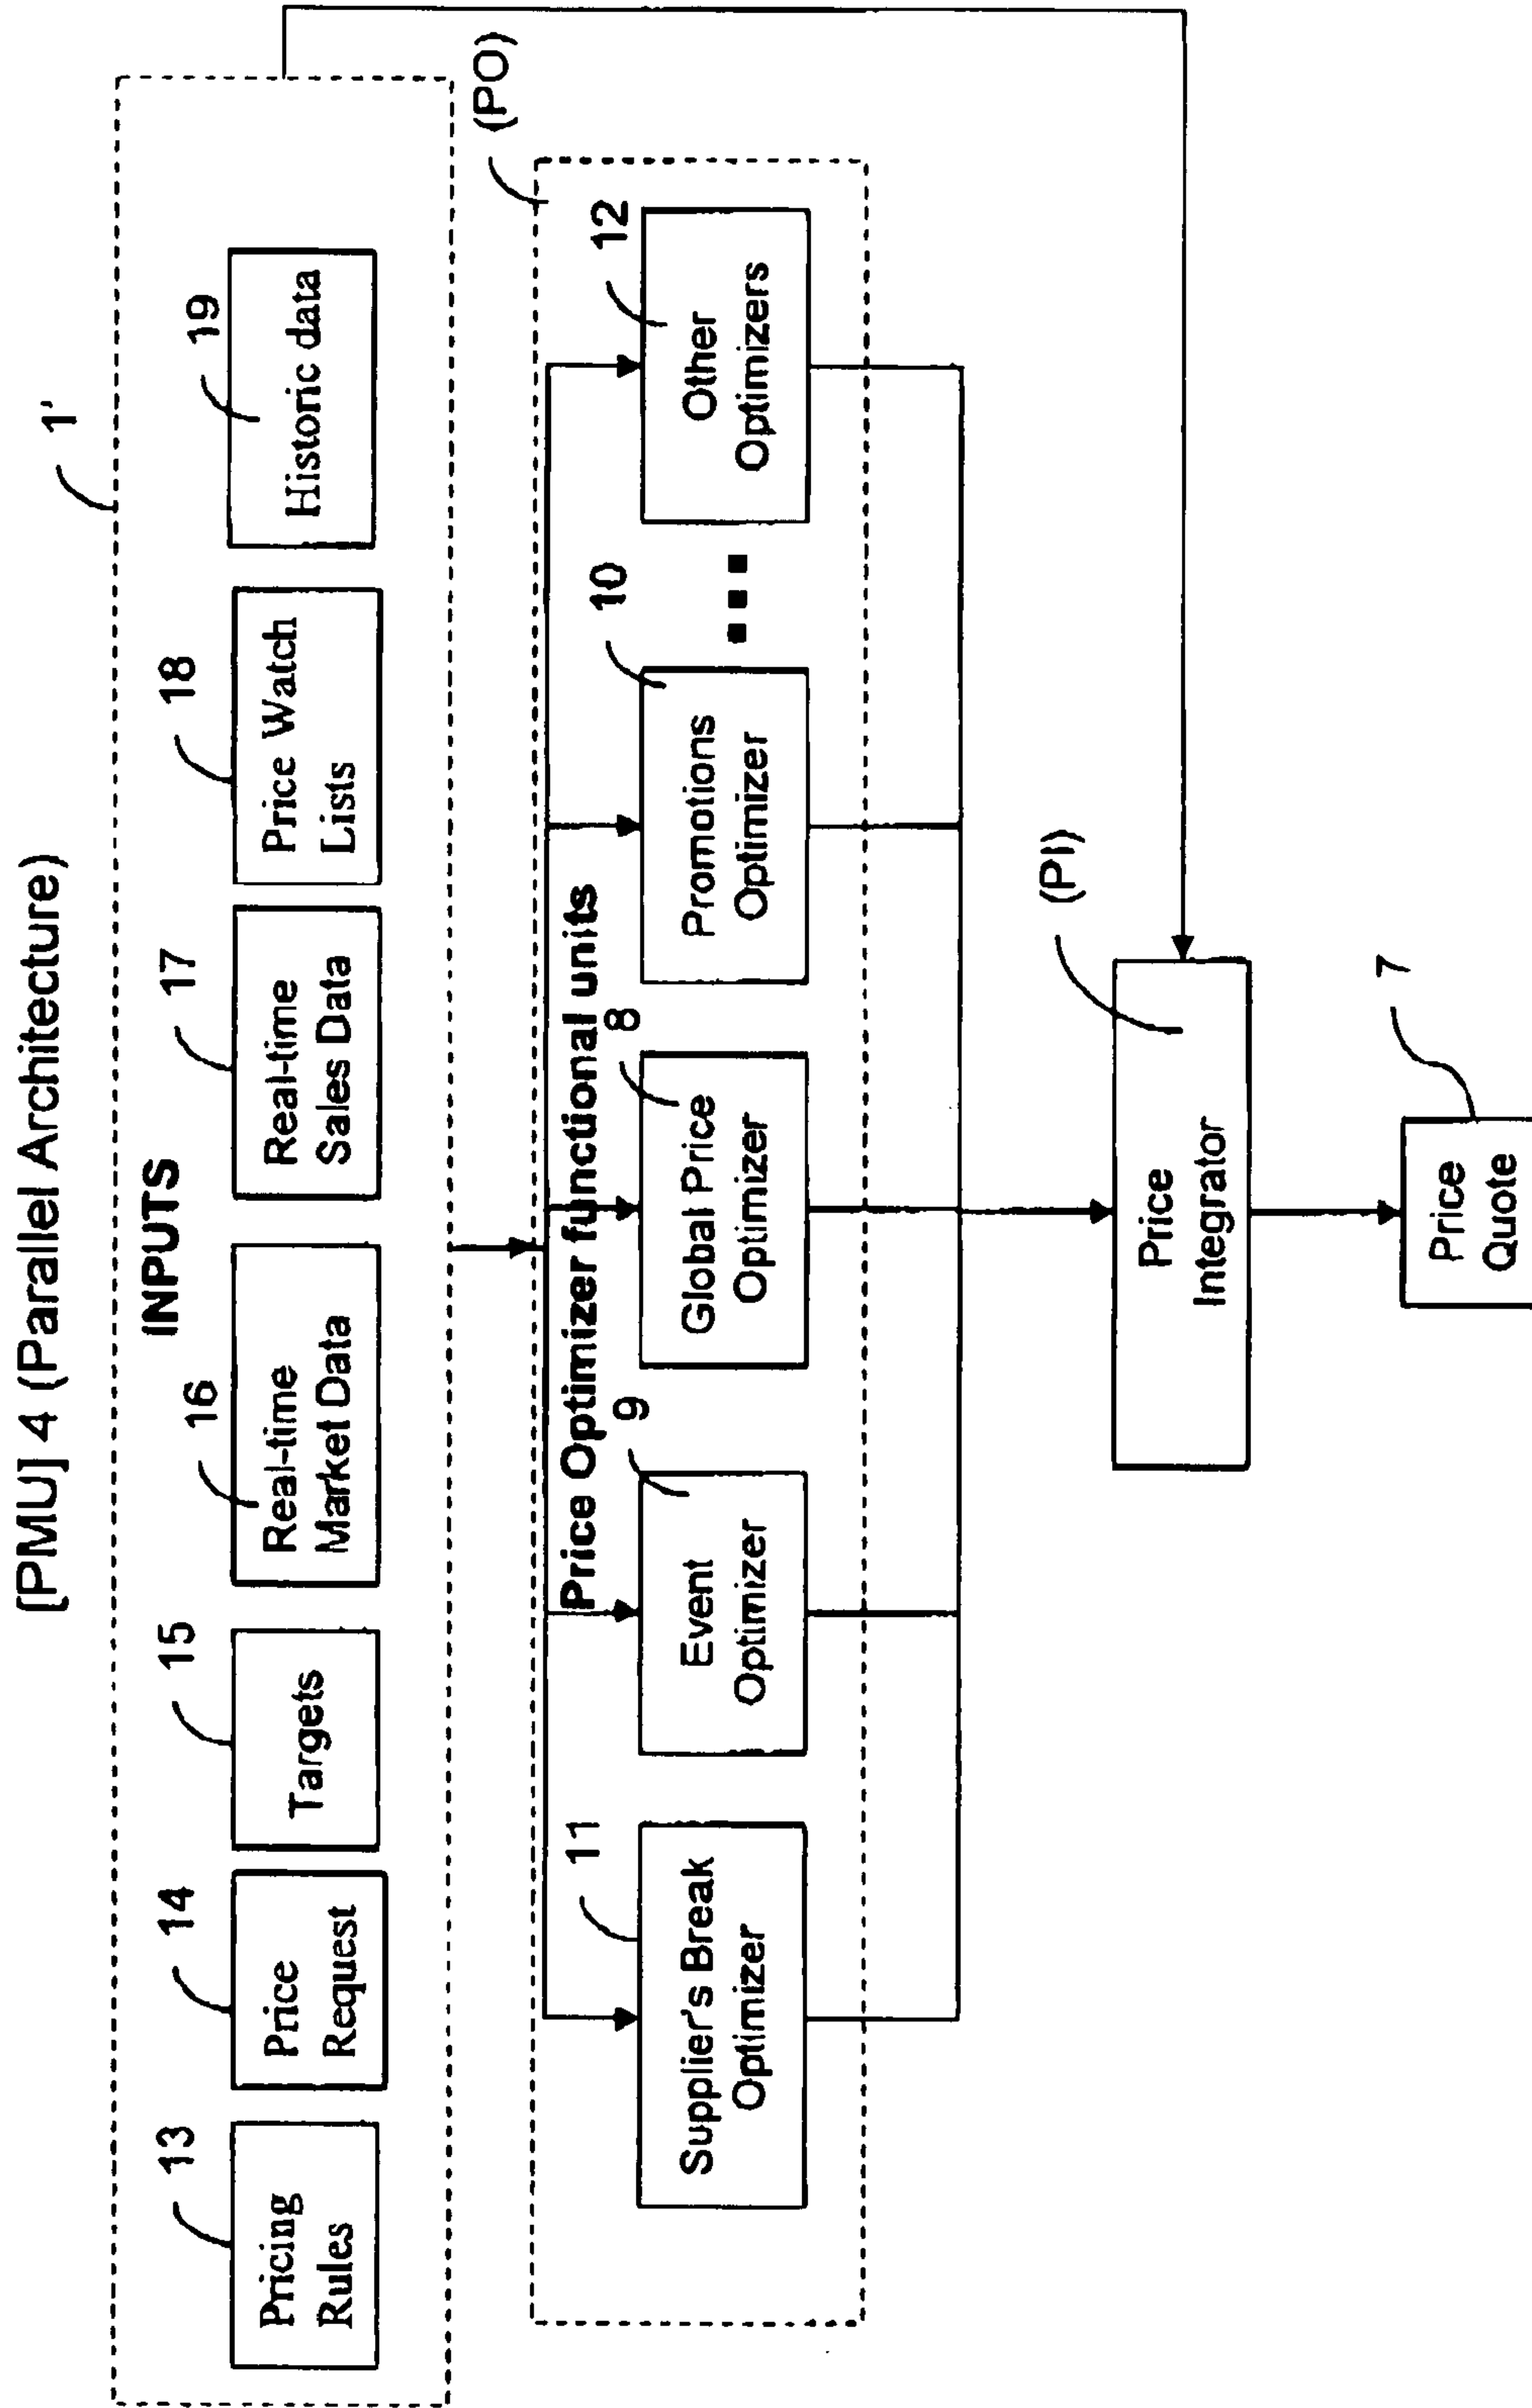 [PMU] 4 (Parallel Architecture)
1'
INPUTS
13
14
15
16
17
18
19
Pricing
Rules
Price
Request
Targets
Real-time
Market Data
Real-time
Sales Data
Price Watch
Lists
Historic data
(PO)
Price Optimizer functional units
11
9
8
10
12
Supplier's Break
Optimizer
Event
Optimizer
Global Price
Optimizer
Promotions
Optimizer
Other
Optimizers
(PI)
Price
Integrator
7
Price
Quote